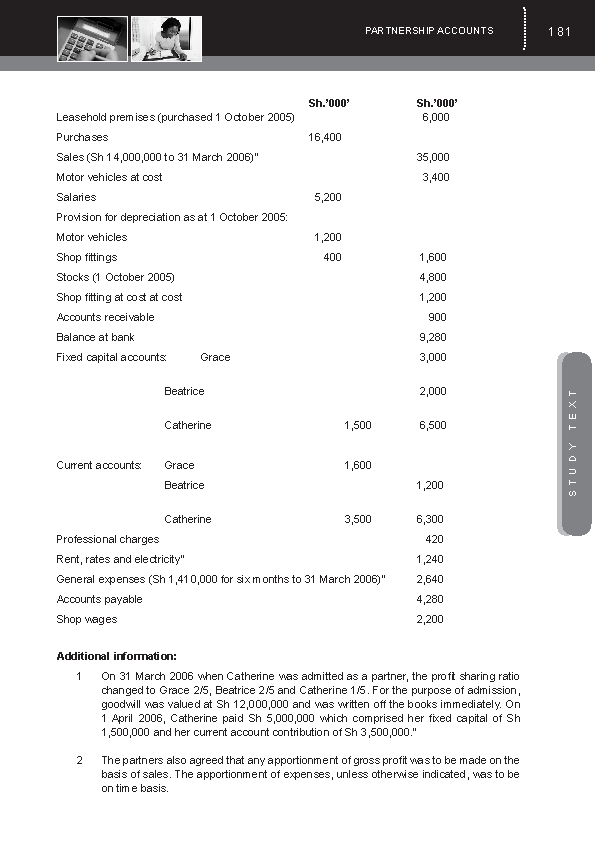 PARTNERSHIP ACCOUNTS 181
Sh.'000' Sh.'000'
Leasehold premises (purchased 1 October 2005) 6,000
Purchases 16,400
Sales (Sh 14,000,000 to 31 March 2006)" 35,000
Motor vehicles at cost 3,400
Salaries 5,200
Provision for depreciation as at 1 October 2005:
Motor vehicles 1,200
Shop fittings 400 1,600
Stocks (1 October 2005) 4,800
Shop fitting at cost at cost 1,200
Accounts receivable 900
Balance at bank 9,280
Fixed capital accounts: Grace 3,000
Beatrice 2,000
Catherine 1,500 6,500
Current accounts: Grace 1,600
Beatrice 1,200
Catherine 3,500 6,300
Professional charges 420
Rent, rates and electricity" 1,240
General expenses (Sh 1,410,000 for six months to 31 March 2006)" 2,640
Accounts payable 4,280
Shop wages 2,200
Additional information:
1 On 31 March 2006 when Catherine was admitted as a partner, the profit sharing ratio
changed to Grace 2/5, Beatrice 2/5 and Catherine 1/5. For the purpose of admission,
goodwill was valued at Sh 12,000,000 and was written off the books immediately. On
1 April 2006, Catherine paid Sh 5,000,000 which comprised her fixed capital of Sh
1,500,000 and her current account contribution of Sh 3,500,000."
2 The partners also agreed that any apportionment of gross profit was to be made on the
basis of sales. The apportionment of expenses, unless otherwise indicated, was to be
on time basis.
STUDY TEXT